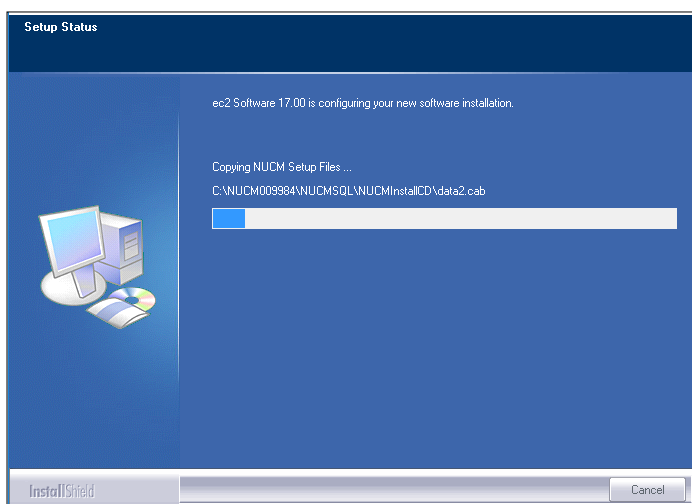 Setup Status
ec2 Software 17.00 is configuring your new software installation.
Copying NUCM Setup Files ...
C:\NUCM009984\NUCMSQL\NUCMInstallCD\data2.cab
InstallShield
Cancel